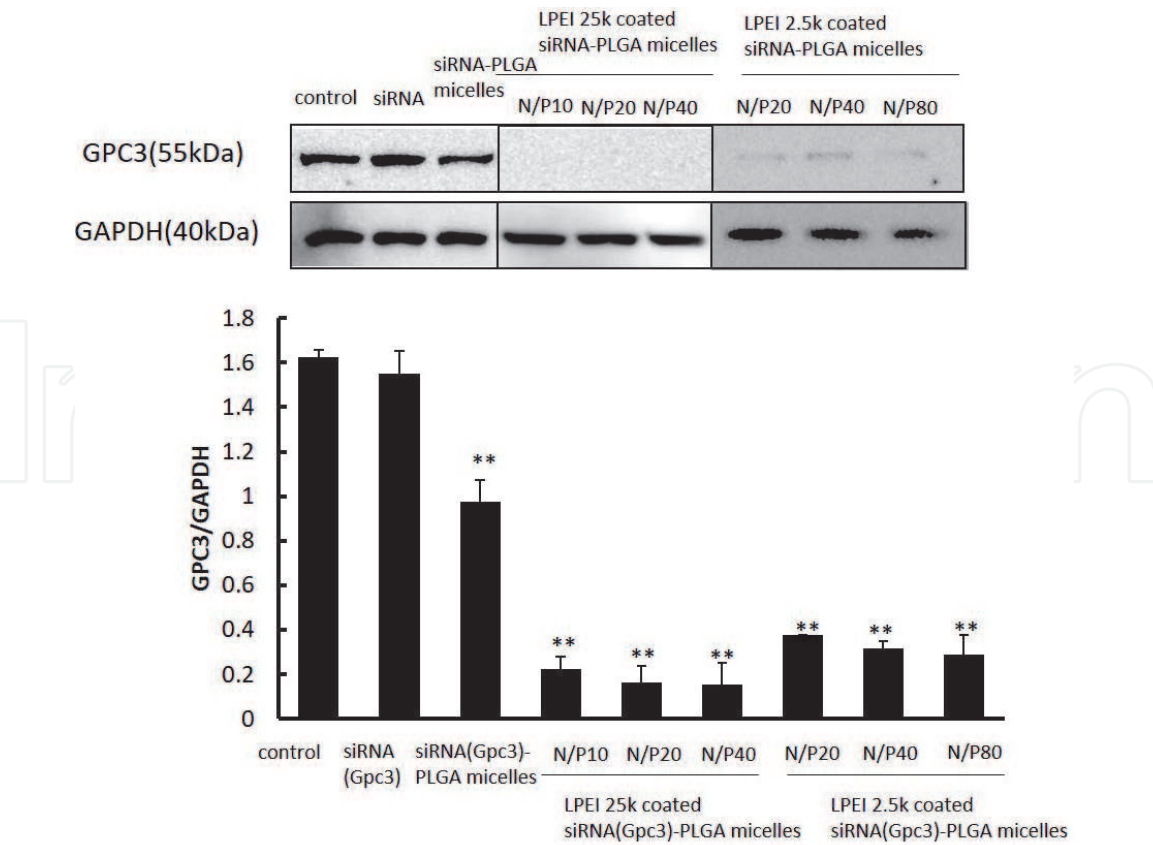 LPEI 25k coated
siRNA-PLGA micelles
LPEI 2.5k coated
siRNA-PLGA micelles
control siRNA siRNA-PLGA
micelles
N/P10 N/P20 N/P40 N/P20 N/P40 N/P80
GPC3(55kDa)
GAPDH(40kDa)
GPC3/GAPDH
1.8
1.6
1.4
1.2
1
0.8
0.6
0.4
0.2
0
**
**
**
**
**
**
**
control siRNA
(Gpc3)
siRNA(Gpc3)-
PLGA micelles
N/P10 N/P20 N/P40 N/P20 N/P40 N/P80
LPEI 25k coated
siRNA(Gpc3)-PLGA micelles
LPEI 2.5k coated
siRNA(Gpc3)-PLGA micelles